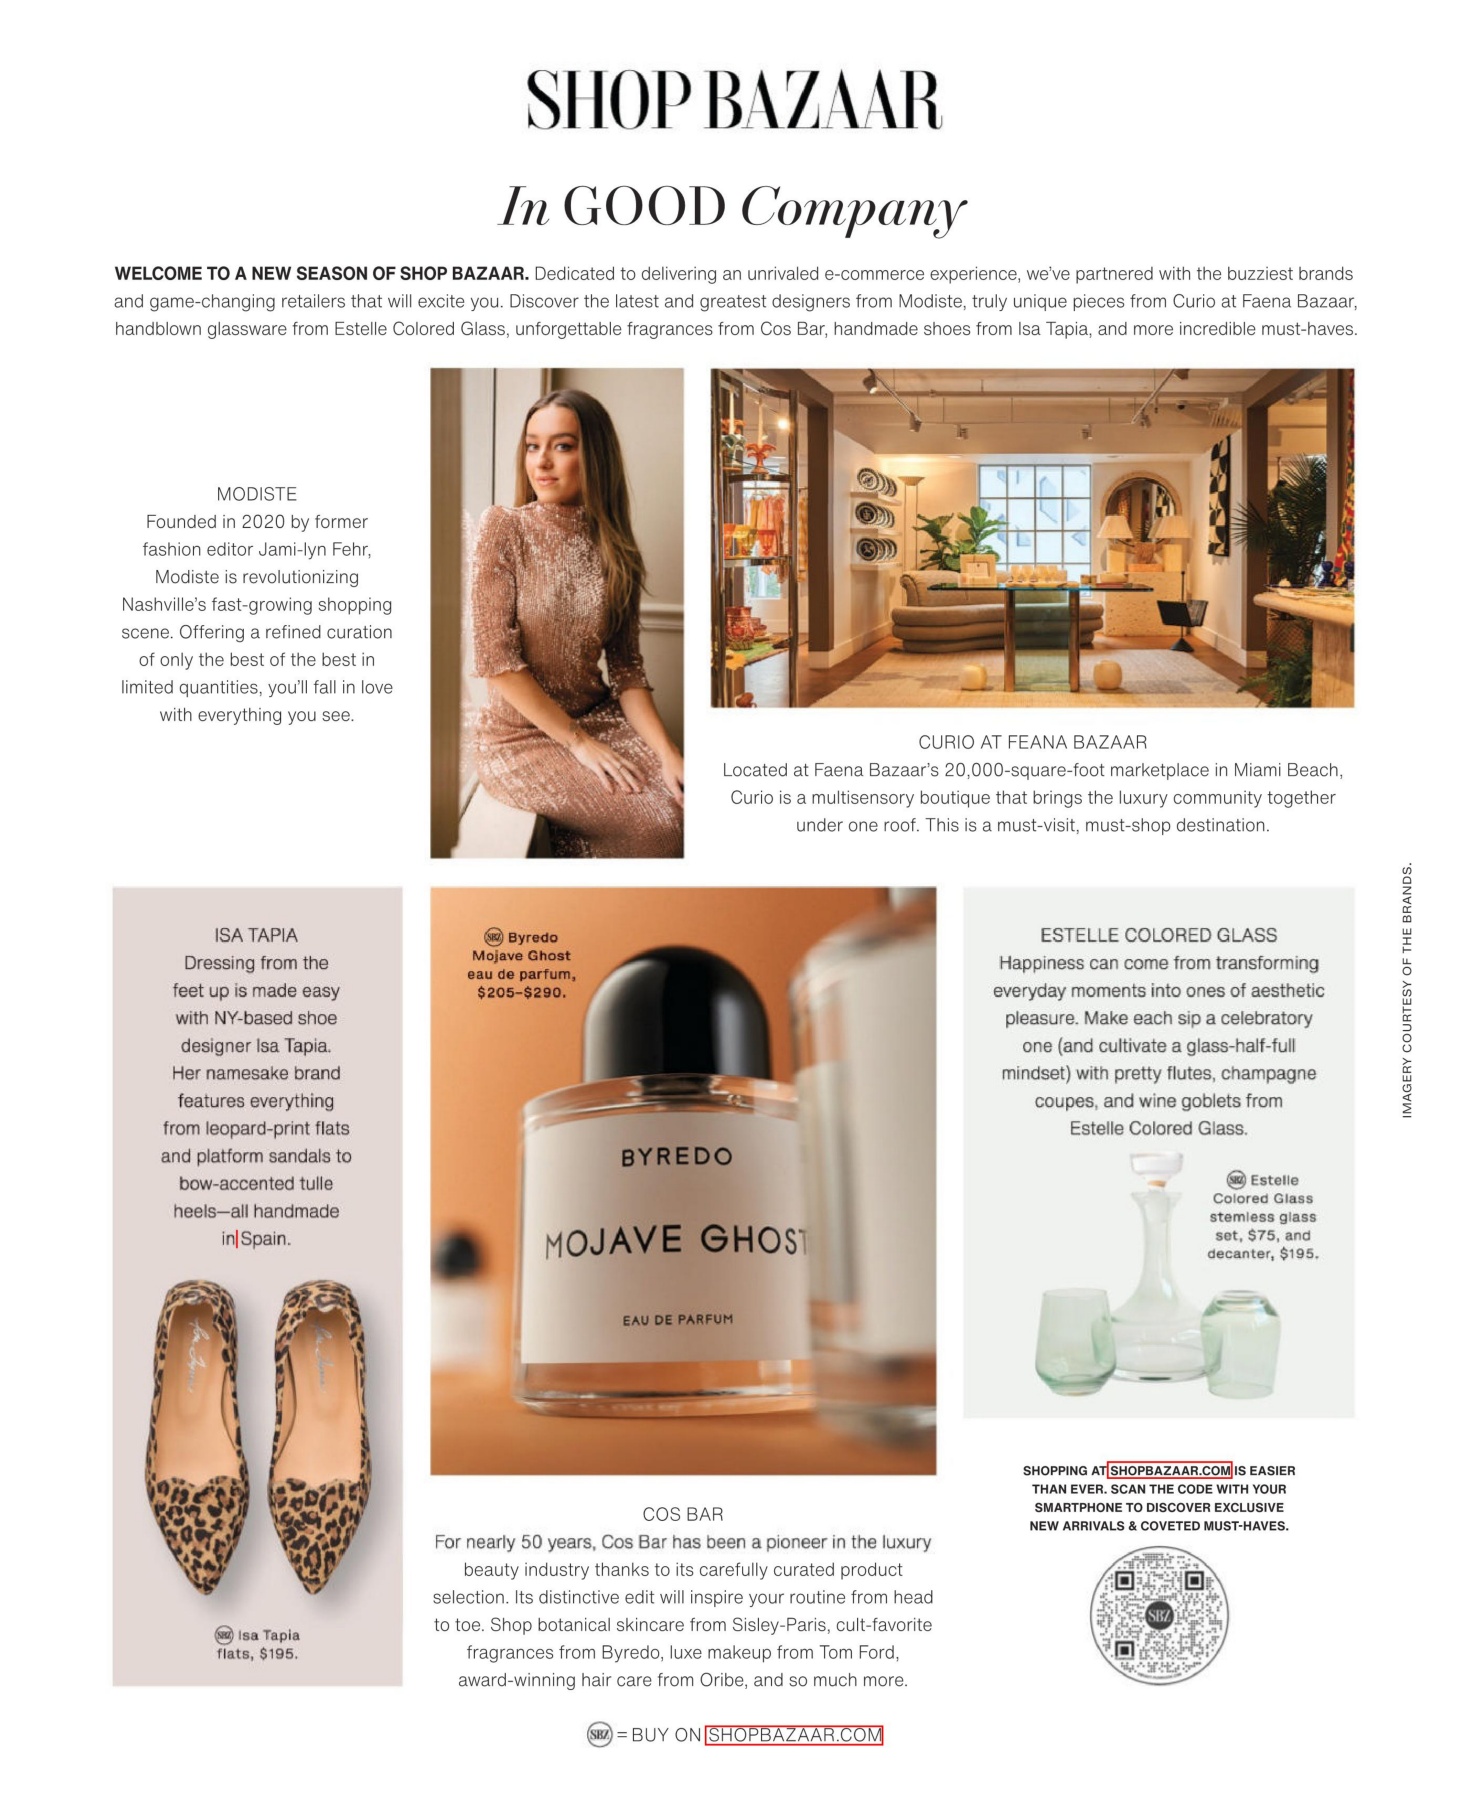 SHOP BAZAAR
In GOOD Company
WELCOME TO A NEW SEASON OF SHOP BAZAAR. Dedicated to delivering an unrivaled e-commerce experience, we've partnered with the buzziest brands
and game-changing retailers that will excite you. Discover the latest and greatest designers from Modiste, truly unique pieces from Curio at Faena Bazaar,
handblown glassware from Estelle Colored Glass, unforgettable fragrances from Cos Bar, handmade shoes from Isa Tapia, and more incredible must-haves.
MODISTE
Founded in 2020 by former
fashion editor Jami-lyn Fehr,
Modiste is revolutionizing
Nashville's fast-growing shopping
scene. Offering a refined curation
of only the best of the best in
limited quantities, you'll fall in love
with everything you see.
CURIO AT FEANA BAZAAR
Located at Faena Bazaar's 20,000-square-foot marketplace in Miami Beach,
Curio is a multisensory boutique that brings the luxury community together
under one roof. This is a must-visit, must-shop destination.
ISA TAPIA
Dressing from the
feet up is made easy
with NY-based shoe
designer Isa Tapia.
Her namesake brand
features everything
from leopard-print flats
and platform sandals to
bow-accented tulle
heels—all handmade
in Spain.
Isa Tapia
Isa Tapia
SBZ Isa Tapia
flats, $195.
SBZ Byredo
Mojave Ghost
eau de parfum,
$205–$290.
BYREDO
MOJAVE GHOST
EAU DE PARFUM
COS BAR
For nearly 50 years, Cos Bar has been a pioneer in the luxury
beauty industry thanks to its carefully curated product
selection. Its distinctive edit will inspire your routine from head
to toe. Shop botanical skincare from Sisley-Paris, cult-favorite
fragrances from Byredo, luxe makeup from Tom Ford,
award-winning hair care from Oribe, and so much more.
ESTELLE COLORED GLASS
Happiness can come from transforming
everyday moments into ones of aesthetic
pleasure. Make each sip a celebratory
one (and cultivate a glass-half-full
mindset) with pretty flutes, champagne
coupes, and wine goblets from
Estelle Colored Glass.
SBZ Estelle
Colored Glass
stemless glass
set, $75, and
decanter, $195.
SHOPPING AT SHOPBAZAAR.COM IS EASIER
THAN EVER. SCAN THE CODE WITH YOUR
SMARTPHONE TO DISCOVER EXCLUSIVE
NEW ARRIVALS & COVETED MUST-HAVES.
SBZ
SBZ = BUY ON SHOPBAZAAR.COM
IMAGERY COURTESY OF THE BRANDS.